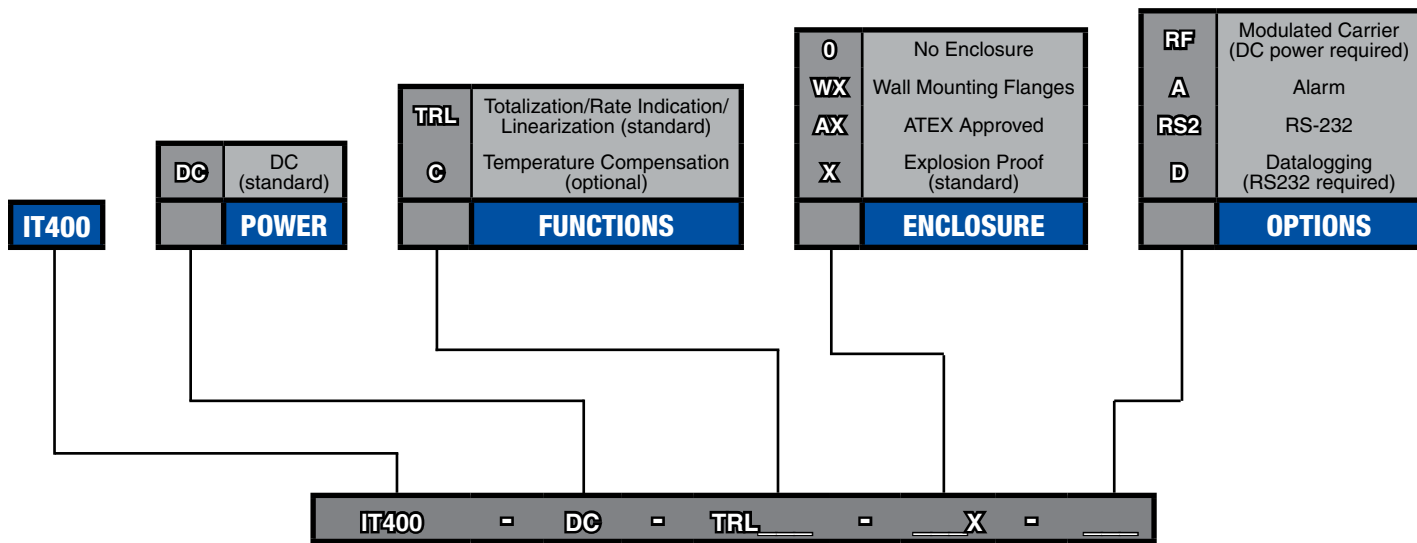 IT400
DC DC
(standard)
POWER
TRL Totalization/Rate Indication/
Linearization (standard)
C Temperature Compensation
(optional)
FUNCTIONS
0 No Enclosure
WX Wall Mounting Flanges
AX ATEX Approved
X Explosion Proof
(standard)
ENCLOSURE
RF Modulated Carrier
(DC power required)
A Alarm
RS2 RS-232
D Datalogging
(RS232 required)
OPTIONS
IT400 - DC - TRL___ - ___X - ___